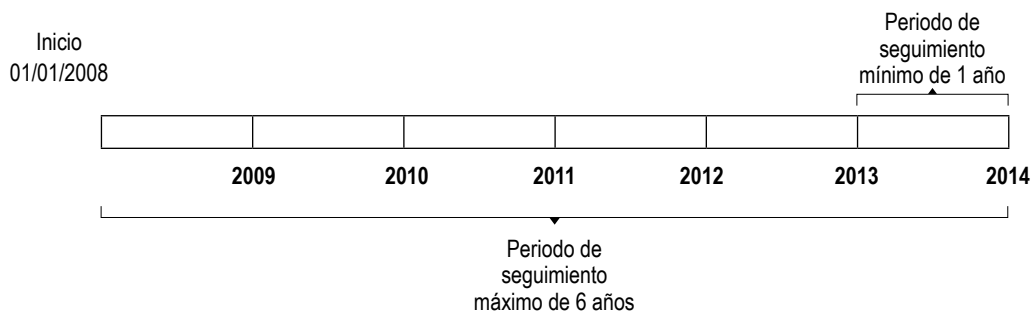 Inicio
01/01/2008
Periodo de
seguimiento
mínimo de 1 año
2009 2010 2011 2012 2013 2014
Periodo de
seguimiento
máximo de 6 años